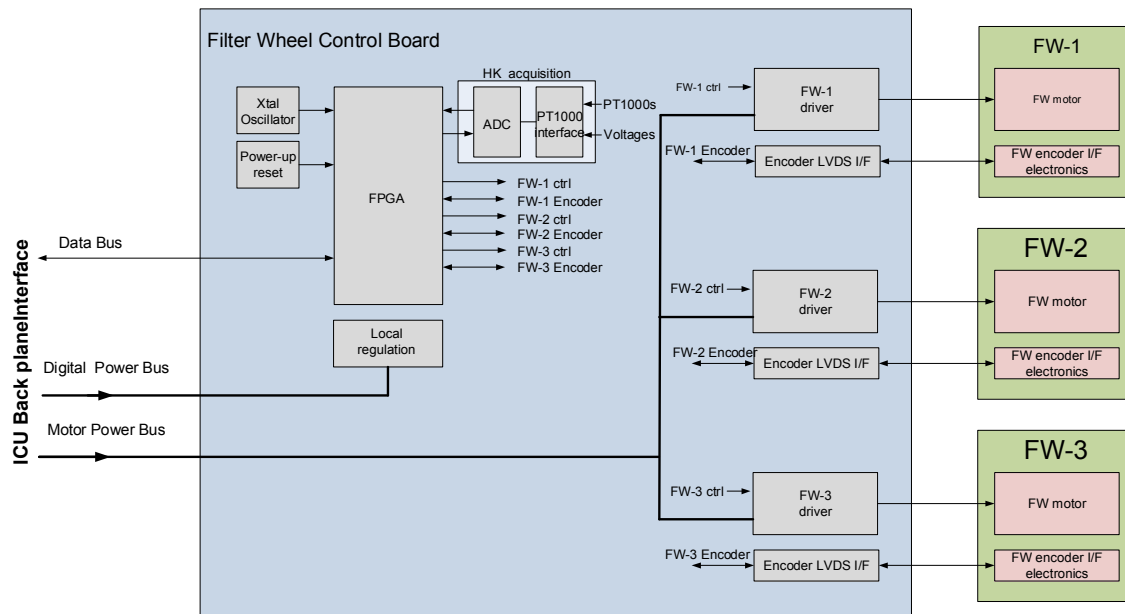 Filter Wheel Control Board
HK acquisition
Xtal
Oscillator
Power-up
reset
FPGA
ADC
PT1000
interface
PT1000s
Voltages
FW-1 ctrl
FW-1 Encoder
FW-2 ctrl
FW-2 Encoder
FW-3 ctrl
FW-3 Encoder
Local
regulation
ICU Back planeInterface
Data Bus
Digital Power Bus
Motor Power Bus
FW-1 ctrl
FW-1
driver
FW-1 Encoder
Encoder LVDS I/F
FW-2 ctrl
FW-2
driver
FW-2 Encoder
Encoder LVDS I/F
FW-3 ctrl
FW-3
driver
FW-3 Encoder
Encoder LVDS I/F
FW-1
FW motor
FW encoder I/F
electronics
FW-2
FW motor
FW encoder I/F
electronics
FW-3
FW motor
FW encoder I/F
electronics